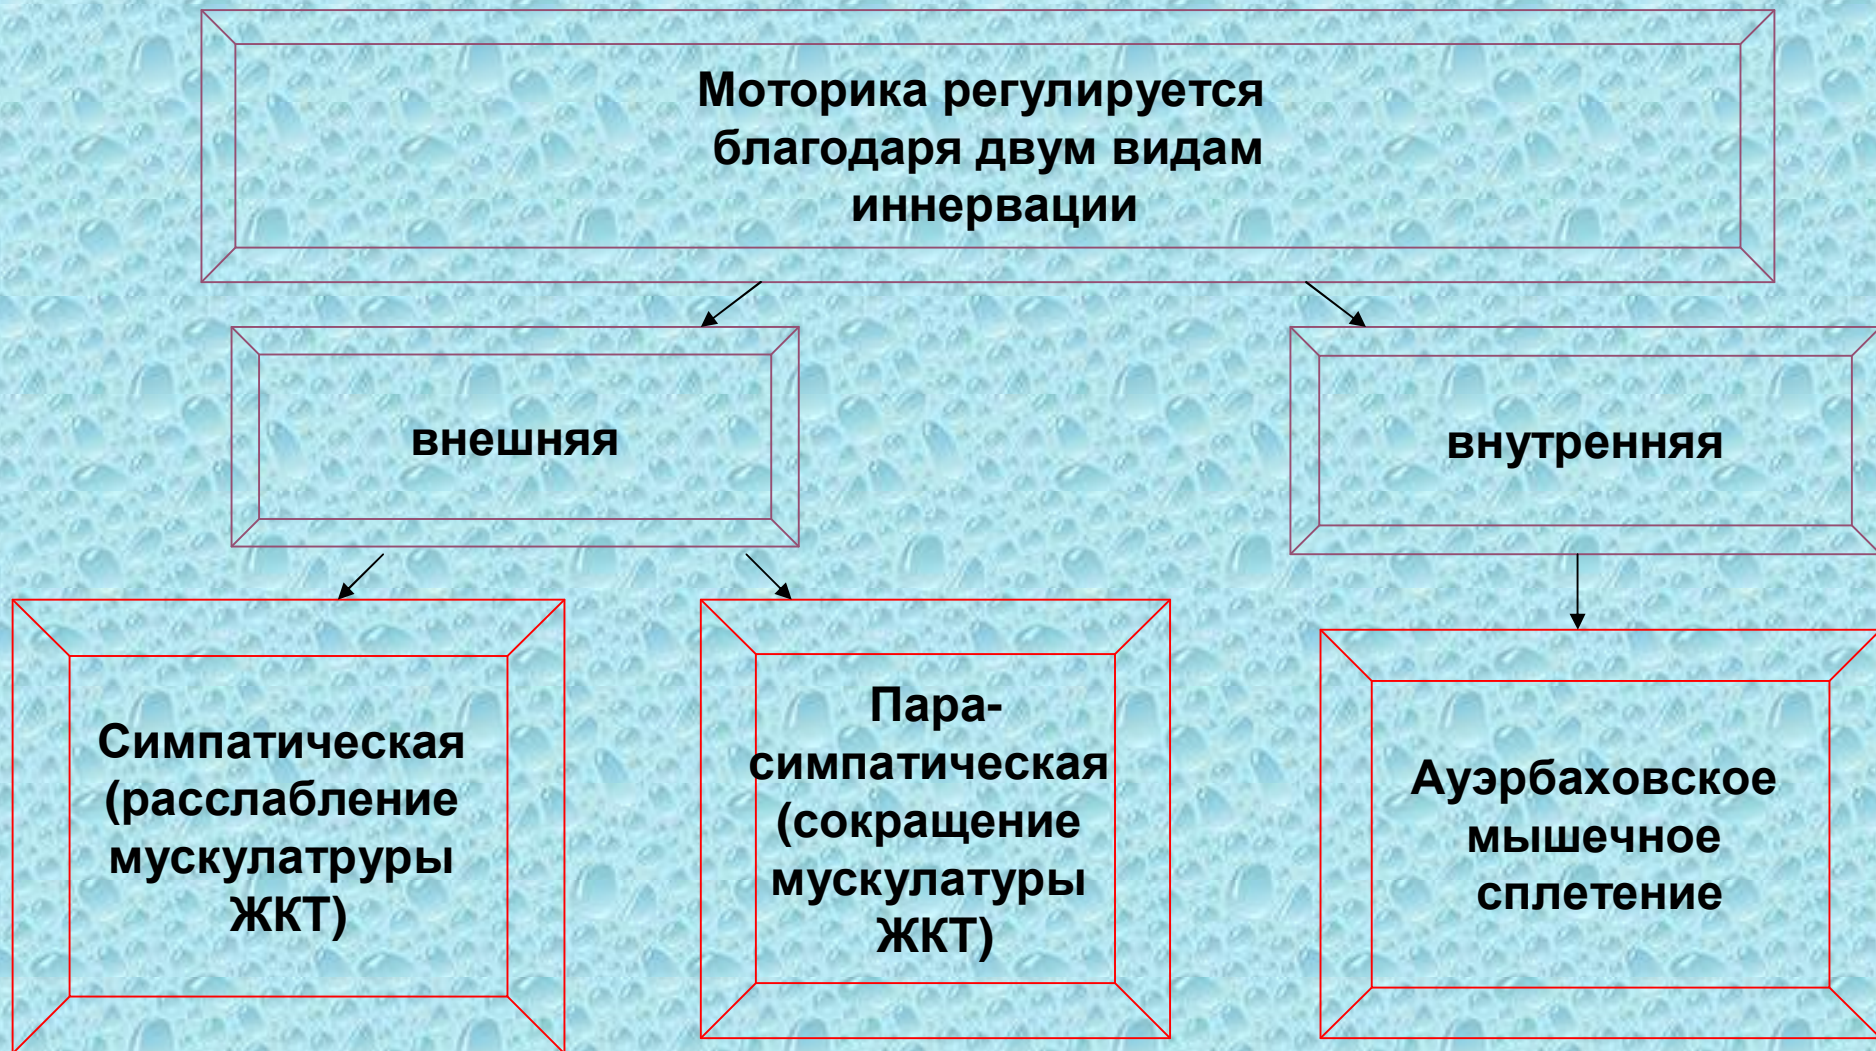 Моторика регулируется
благодаря двум видам
иннервации
внешняя
внутренняя
Симпатическая
(расслабление
мускулатруры
ЖКТ)
Пара-
симпатическая
(сокращение
мускулатуры
ЖКТ)
Ауэрбаховское
мышечное
сплетение